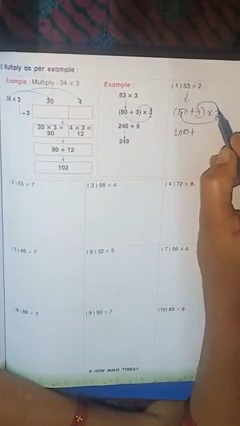 Multiply as per example :
Example : Multiply : 34 × 3
34 × 3
30 4
×3
30 × 3 = 90
4 × 3 = 12
90 + 12
102
Example :
83 × 3
(80 + 3) × 3
240 + 9
249
(1) 53 × 2
(50 + 3) ×
100 +
(2) 65 × 7
(3) 98 × 4
(4) 72 × 8
(5) 46 × 7
(6) 32 × 5
(7) 56 × 4
(8) 86 × 3
(9) 90 × 7
(10) 89 × 9
HOW MANY TIMES?